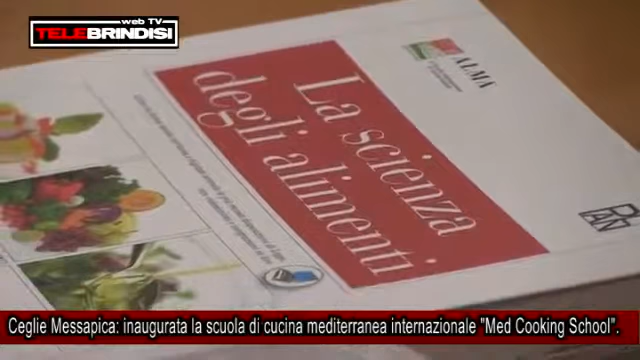 web TV
TELEBRINDISI
ALMA
La scienza
degli alimenti
PLAN
Ceglie Messapica: inaugurata la scuola di cucina mediterranea internazionale "Med Cooking School".